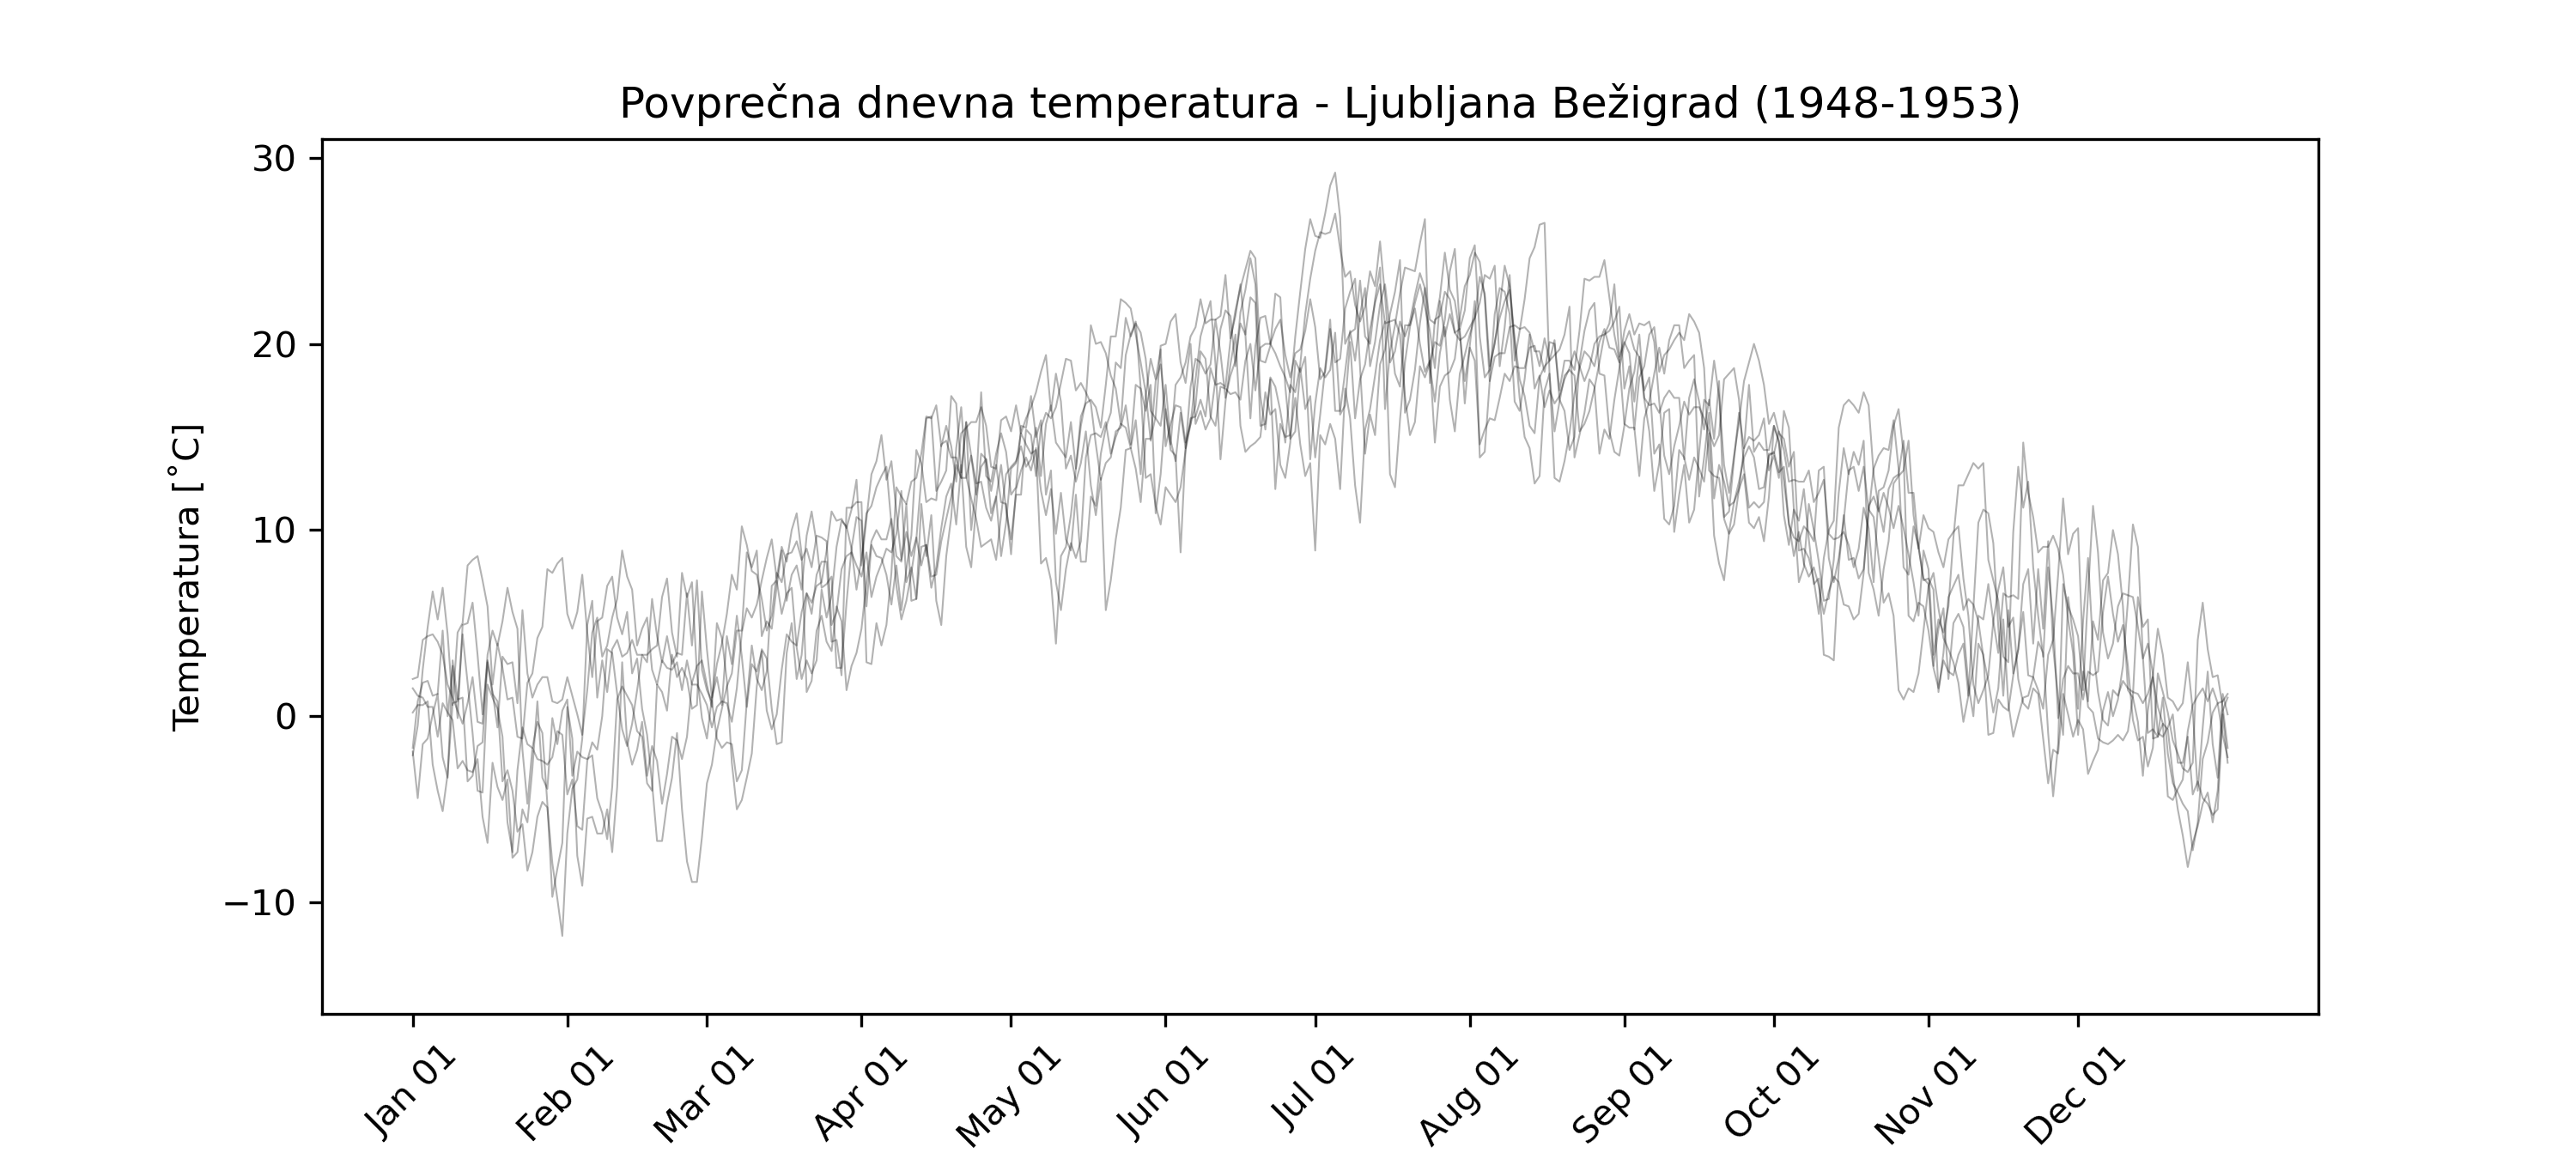 Povprečna dnevna temperatura - Ljubljana Bežigrad (1948-1953)
Temperatura [˚C]
30
20
10
0
−10
Jan 01
Feb 01
Mar 01
Apr 01
May 01
Jun 01
Jul 01
Aug 01
Sep 01
Oct 01
Nov 01
Dec 01